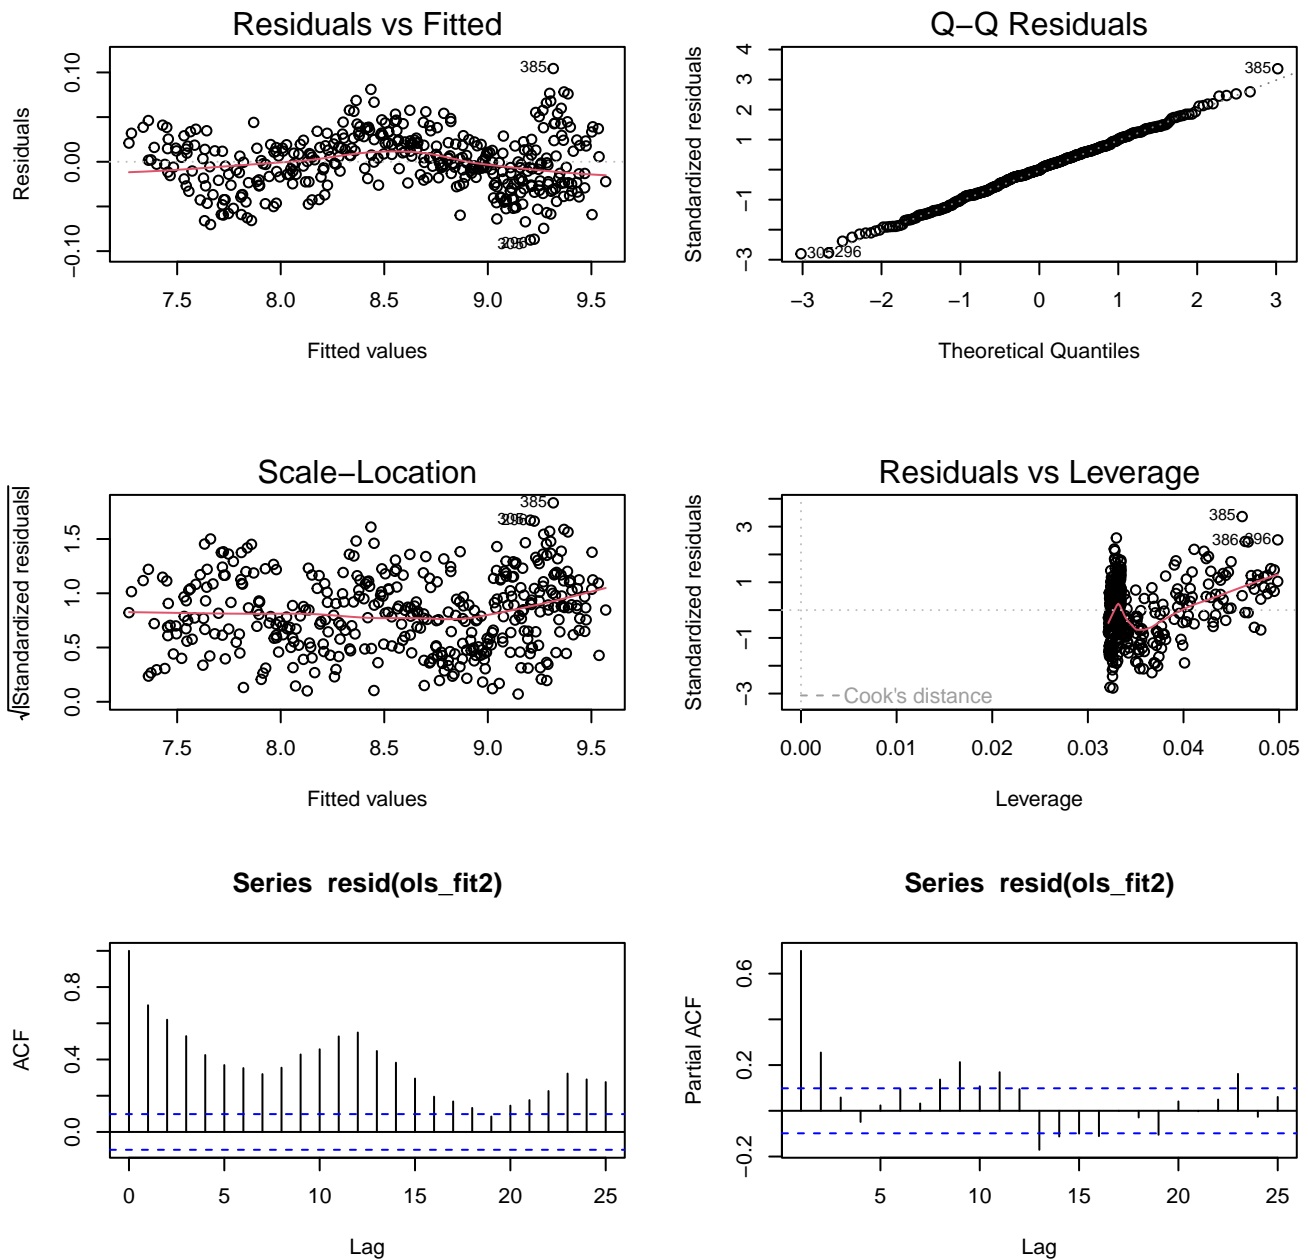 Residuals vs Fitted
Residuals
0.10
0.00
−0.10
385
7.5 8.0 8.5 9.0 9.5
Fitted values
Q−Q Residuals
Standardized residuals
4
3
2
1
−1
−3
385
305 296
−3 −2 −1 0 1 2 3
Theoretical Quantiles
Scale−Location
√|Standardized residuals|
1.5
1.0
0.5
0.0
385
7.5 8.0 8.5 9.0 9.5
Fitted values
Residuals vs Leverage
Standardized residuals
3
1
−1
−3
385
386 396
Cook's distance
0.00 0.01 0.02 0.03 0.04 0.05
Leverage
Series resid(ols_fit2)
ACF
0.8
0.4
0.0
0 5 10 15 20 25
Lag
Series resid(ols_fit2)
Partial ACF
0.6
0.2
−0.2
5 10 15 20 25
Lag